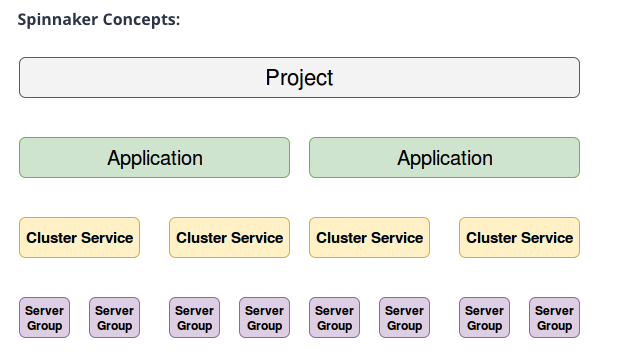 Spinnaker Concepts:
Project
Application Application
Cluster Service Cluster Service Cluster Service Cluster Service
Server Server Server Server Server Server Server Server
Group Group Group Group Group Group Group Group